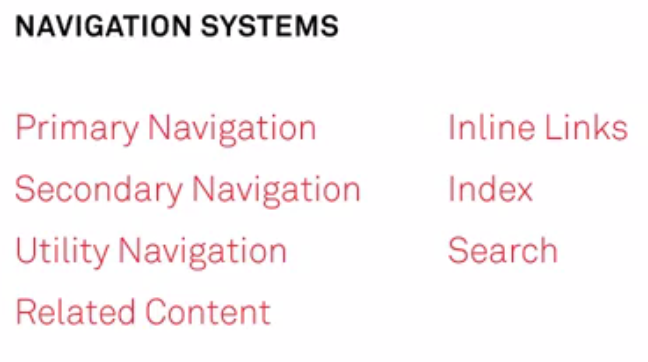 NAVIGATION SYSTEMS
Primary Navigation
Secondary Navigation
Utility Navigation
Related Content
Inline Links
Index
Search